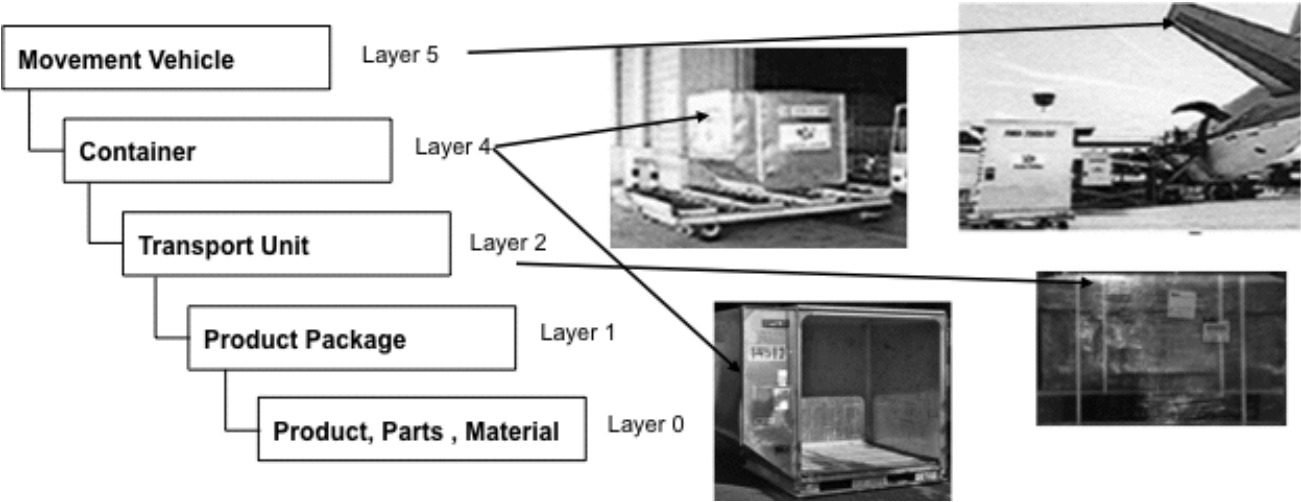 Movement Vehicle
Layer 5
Container
Layer 4
Transport Unit
Layer 2
Product Package
Layer 1
Product, Parts , Material
Layer 0